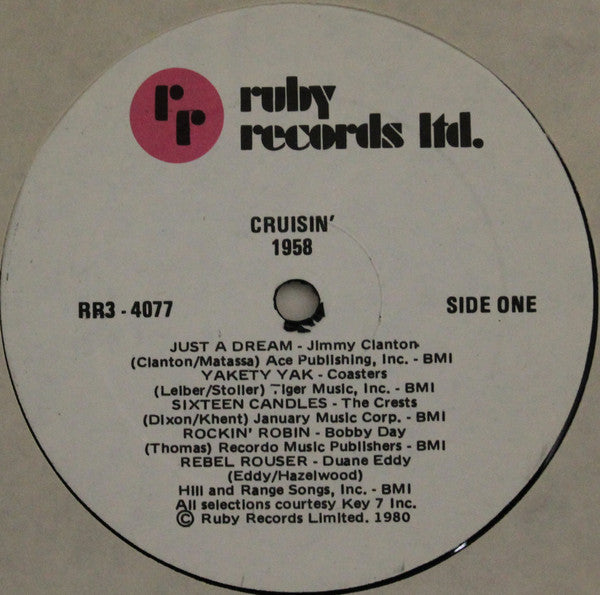 rr
ruby
records ltd.
CRUISIN'
1958
RR3 - 4077
SIDE ONE
JUST A DREAM - Jimmy Clanton
(Clanton/Matassa) Ace Publishing, Inc. - BMI
YAKETY YAK - Coasters
(Leiber/Stoller) Tiger Music, Inc. - BMI
SIXTEEN CANDLES - The Crests
(Dixon/Khent) January Music Corp. - BMI
ROCKIN' ROBIN - Bobby Day
(Thomas) Recordo Music Publishers - BMI
REBEL ROUSER - Duane Eddy
(Eddy/Hazelwood)
Hill and Range Songs, Inc. - BMI
All selections courtesy Key 7 Inc.
© Ruby Records Limited. 1980